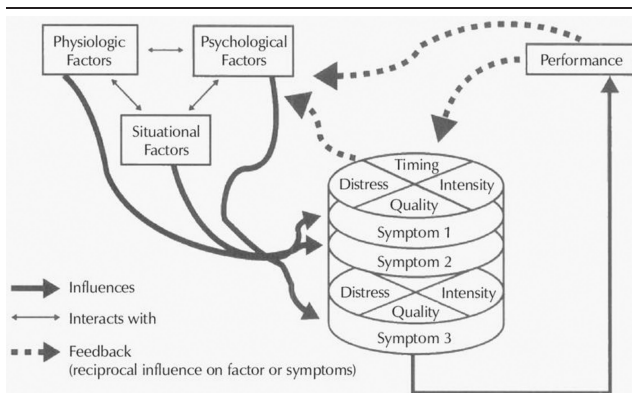 Physiologic
Factors
Psychological
Factors
Performance
Situational
Factors
Timing
Distress
Intensity
Quality
Symptom 1
Symptom 2
Distress
Intensity
Quality
Symptom 3
Influences
Interacts with
Feedback
(reciprocal influence on factor or symptoms)